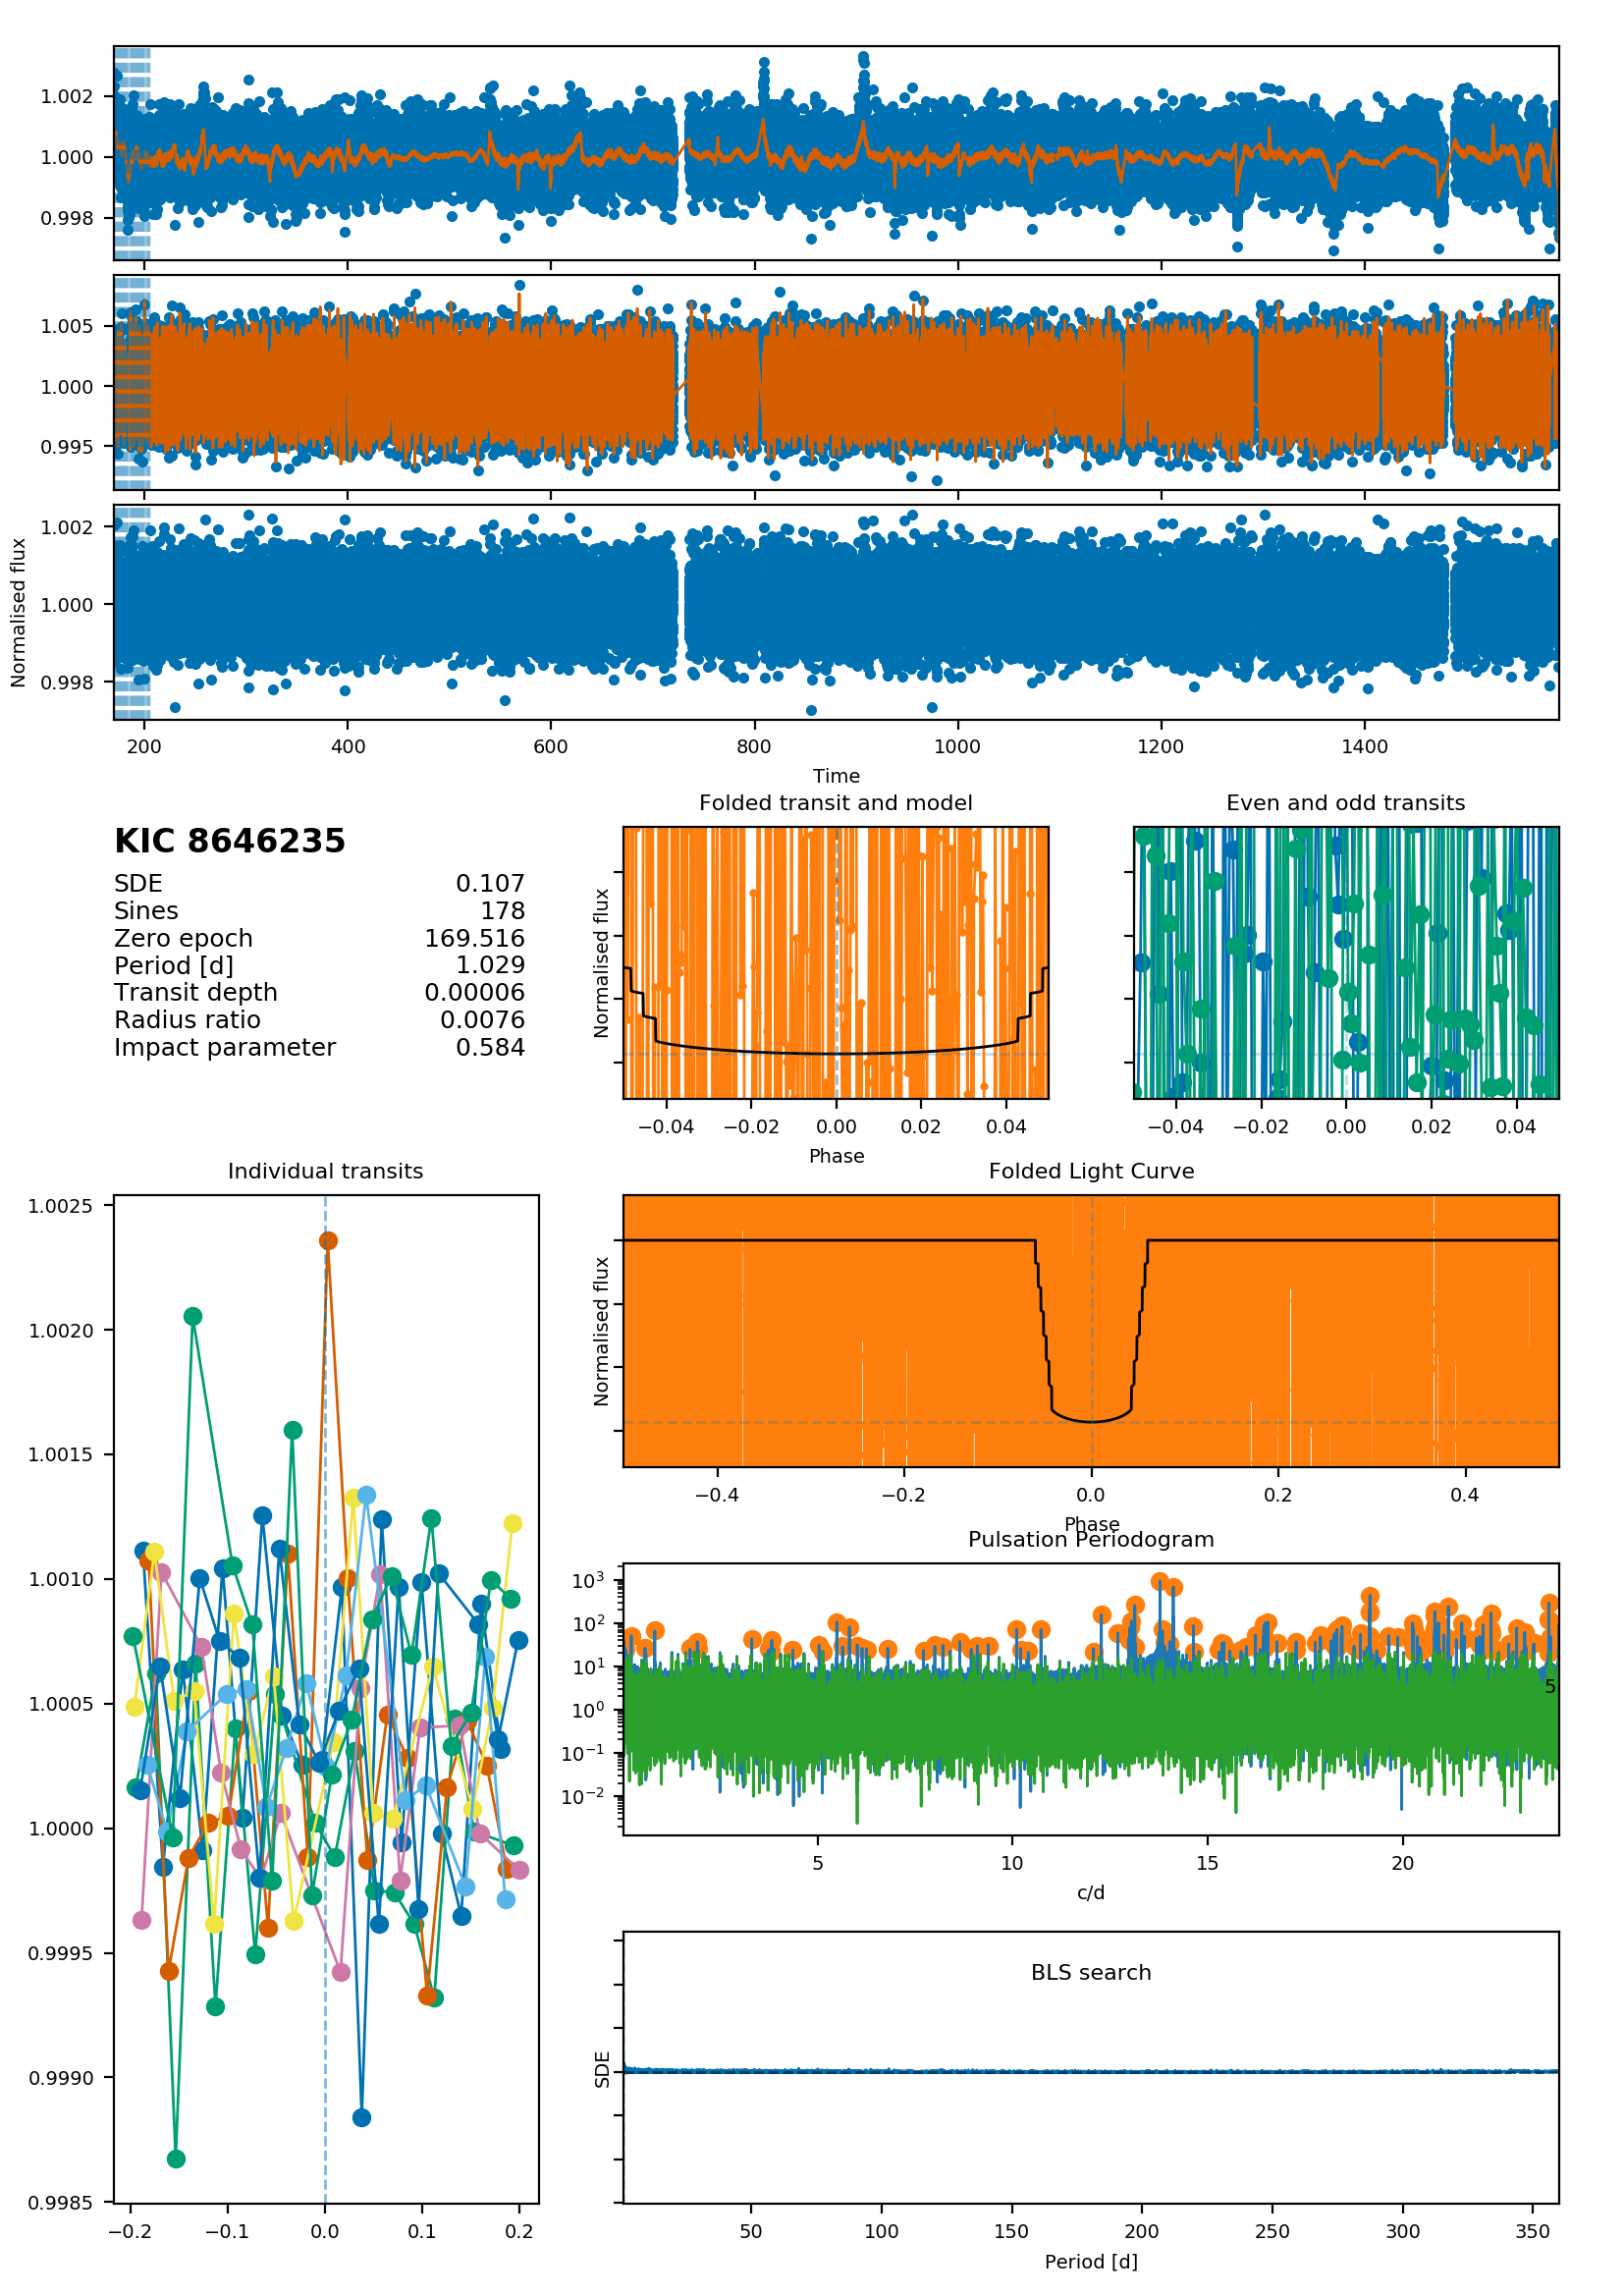 1.002
1.000
0.998
1.005
1.000
0.995
1.002
1.000
0.998
Normalised flux
200 400 600 800 1000 1200 1400
Time
KIC 8646235
SDE 0.107
Sines 178
Zero epoch 169.516
Period [d] 1.029
Transit depth 0.00006
Radius ratio 0.0076
Impact parameter 0.584
Folded transit and model
Normalised flux
−0.04 −0.02 0.00 0.02 0.04
Phase
Even and odd transits
−0.04 −0.02 0.00 0.02 0.04
Individual transits
1.0025
1.0020
1.0015
1.0010
1.0005
1.0000
0.9995
0.9990
0.9985
−0.2 −0.1 0.0 0.1 0.2
Folded Light Curve
Normalised flux
−0.4 −0.2 0.0 0.2 0.4
Phase
Pulsation Periodogram
10³
10²
10¹
10⁰
10⁻¹
10⁻²
5
5 10 15 20
c/d
BLS search
SDE
50 100 150 200 250 300 350
Period [d]